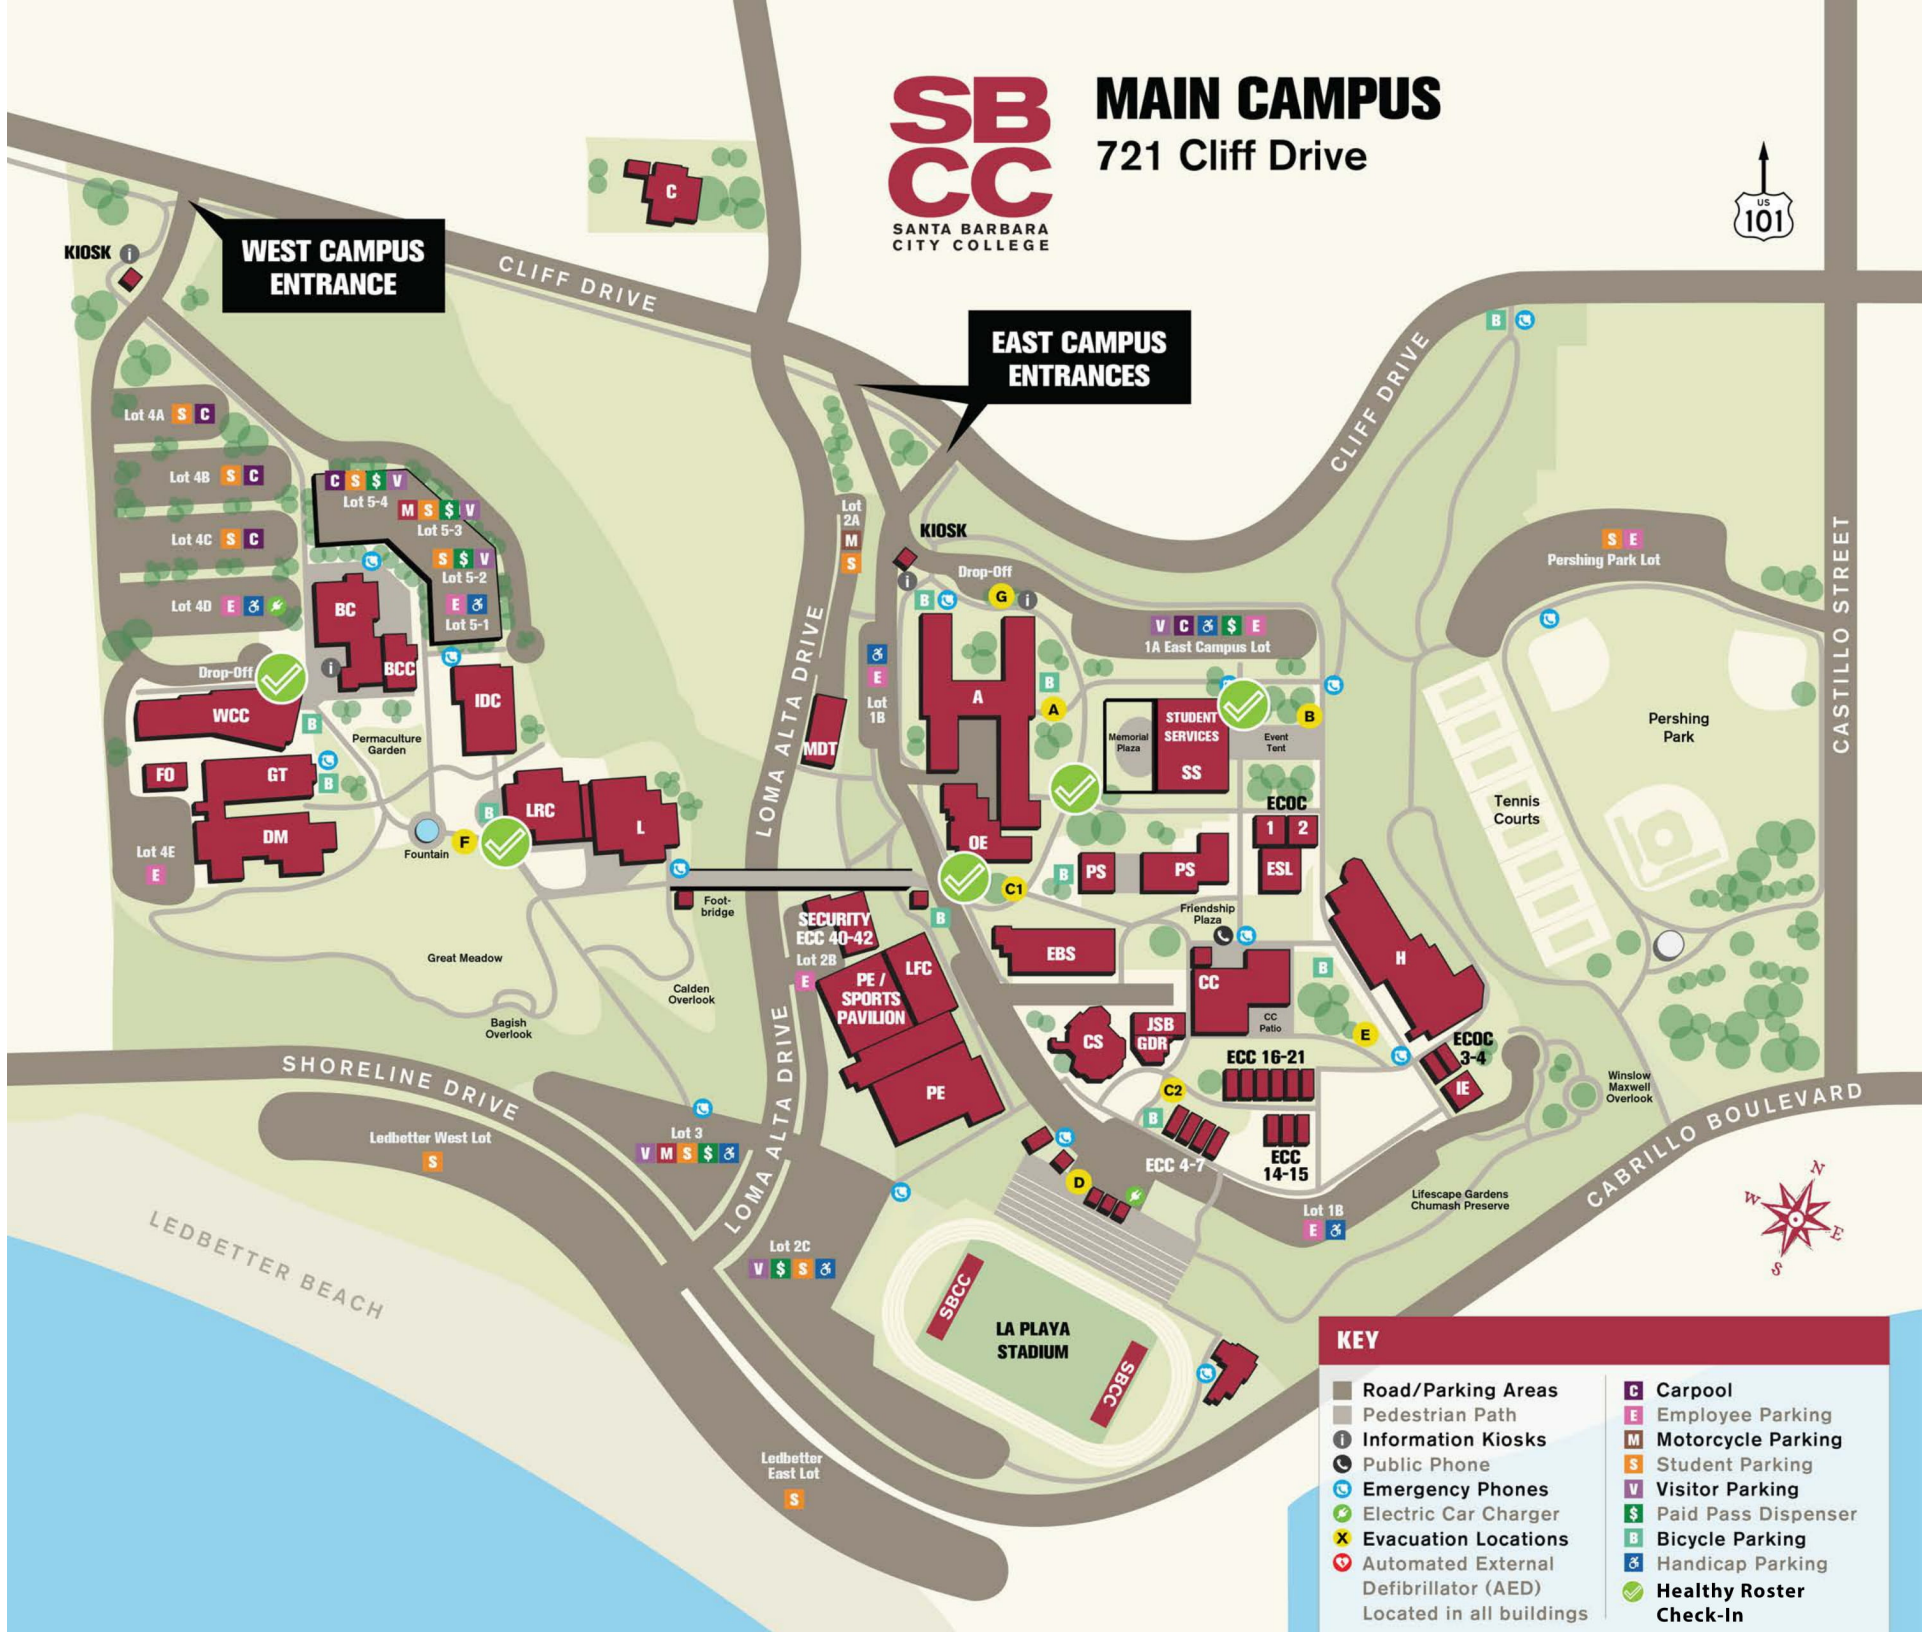 SB
CC
SANTA BARBARA
CITY COLLEGE
MAIN CAMPUS
721 Cliff Drive
US
101
C
WEST CAMPUS
ENTRANCE
KIOSK i
CLIFF DRIVE
EAST CAMPUS
ENTRANCES
CLIFF DRIVE
B
CASTILLO STREET
Lot 4A S C
Lot 4B S C
Lot 4C S C
Lot 4D E
C S $ V
Lot 5-4
M S $ V
Lot 5-3
S $ V
Lot 5-2
E
Lot 5-1
BC
BCC
i
Drop-Off
WCC
B
IDC
Permaculture
Garden
FO
GT
B
DM
Lot 4E
E
Fountain
F
B
LRC
L
Great Meadow
Bagish
Overlook
Calden
Overlook
Foot-
bridge
LOMA ALTA DRIVE
Lot
2A
M
S
KIOSK
i
Drop-Off
B
G i
E
Lot
1B
MDT
V C $ E
1A East Campus Lot
A
B
A
Memorial
Plaza
STUDENT
SERVICES
SS
B
Event
Tent
ECOC
1 2
ESL
OE
C1
B
PS
PS
B
Friendship
Plaza
S E
Pershing Park Lot
Pershing
Park
Tennis
Courts
SECURITY
ECC 40-42
Lot 2B
E
PE /
SPORTS
PAVILION
LFC
PE
EBS
CC
CC
Patio
B
H
E
CS
JSB
GDR
ECC 16-21
ECOC
3-4
IE
C2
B
ECC 4-7
ECC
14-15
Winslow
Maxwell
Overlook
Lifescape Gardens
Chumash Preserve
Lot 1B
E
CABRILLO BOULEVARD
N
W
E
S
SHORELINE DRIVE
LOMA ALTA DRIVE
LOMA ALTA DRIVE
Ledbetter West Lot
S
Lot 3
V M S $
D
Lot 2C
V $ S
LEDBETTER BEACH
SBCC
LA PLAYA
STADIUM
SBCC
Ledbetter
East Lot
S
KEY
Road/Parking Areas
Pedestrian Path
i Information Kiosks
Public Phone
Emergency Phones
Electric Car Charger
X Evacuation Locations
Automated External
Defibrillator (AED)
Located in all buildings
C Carpool
E Employee Parking
M Motorcycle Parking
S Student Parking
V Visitor Parking
$ Paid Pass Dispenser
B Bicycle Parking
Handicap Parking
Healthy Roster
Check-In